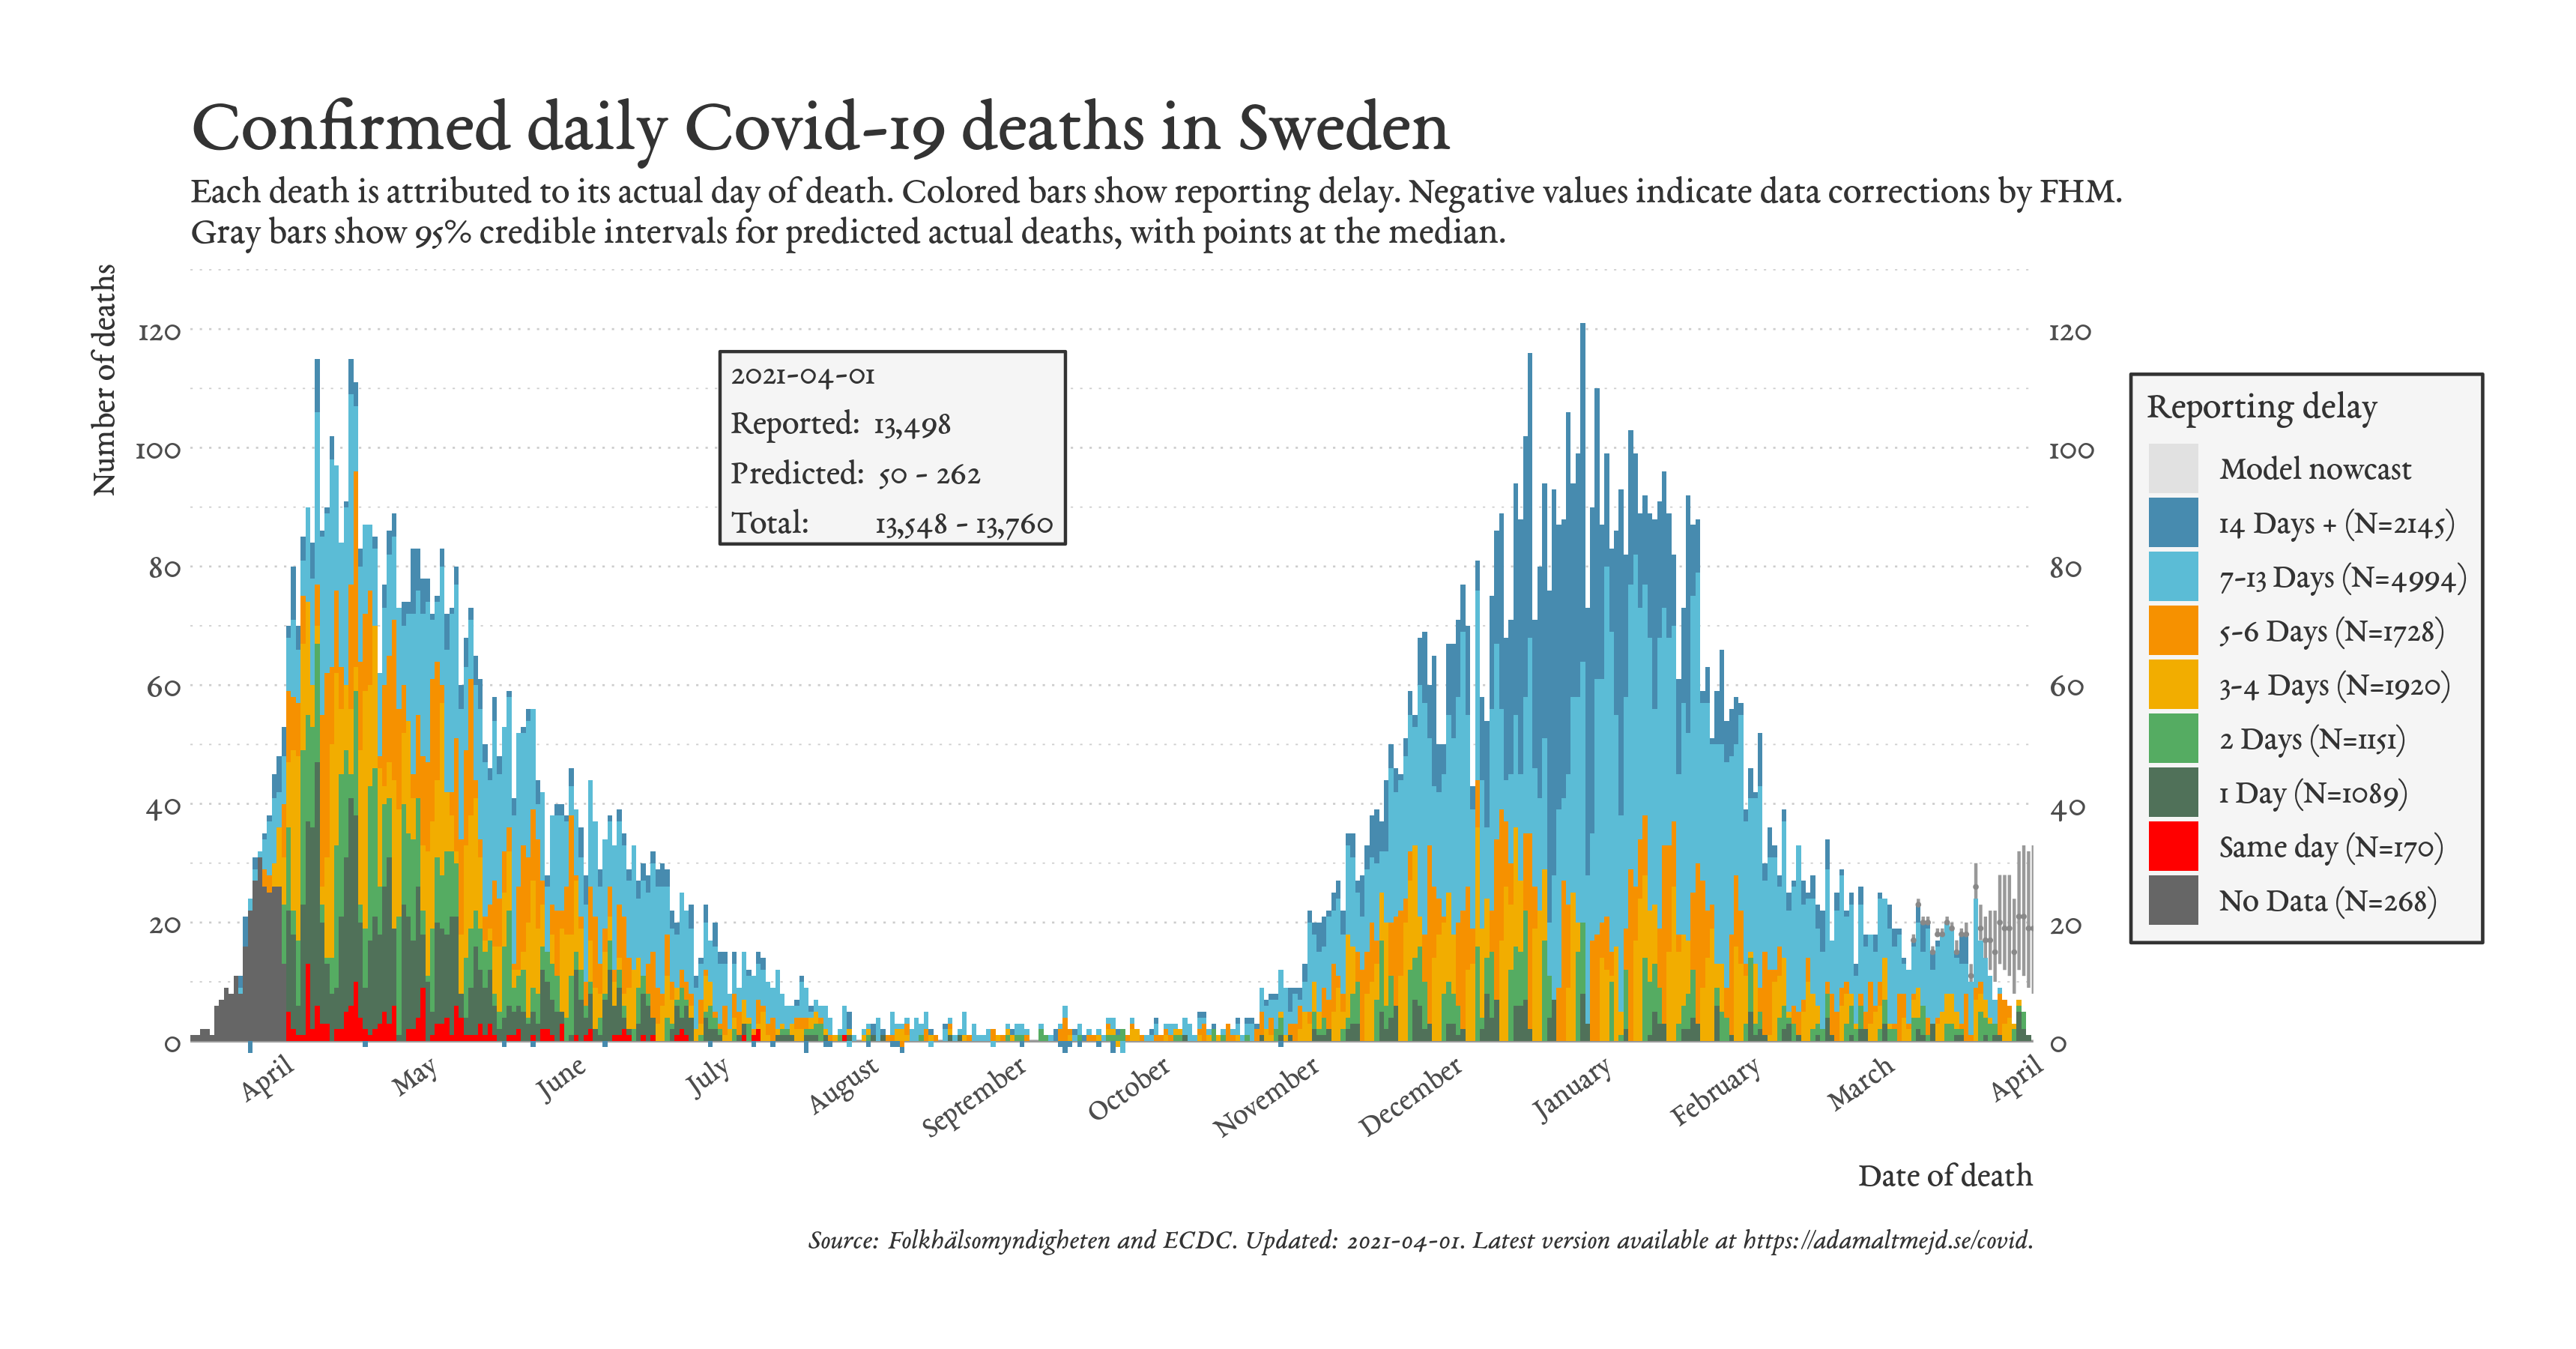 Confirmed daily Covid-19 deaths in Sweden
Each death is attributed to its actual day of death. Colored bars show reporting delay. Negative values indicate data corrections by FHM.
Gray bars show 95% credible intervals for predicted actual deaths, with points at the median.
Number of deaths
120
100
80
60
40
20
0
2021-04-01
Reported: 13,498
Predicted: 50 - 262
Total: 13,548 - 13,760
120
100
80
60
40
20
0
Reporting delay
Model nowcast
14 Days + (N=2145)
7-13 Days (N=4994)
5-6 Days (N=1728)
3-4 Days (N=1920)
2 Days (N=1151)
1 Day (N=1089)
Same day (N=170)
No Data (N=268)
April
May
June
July
August
September
October
November
December
January
February
March
April
Date of death
Source: Folkhälsomyndigheten and ECDC. Updated: 2021-04-01. Latest version available at https://adamaltmejd.se/covid.